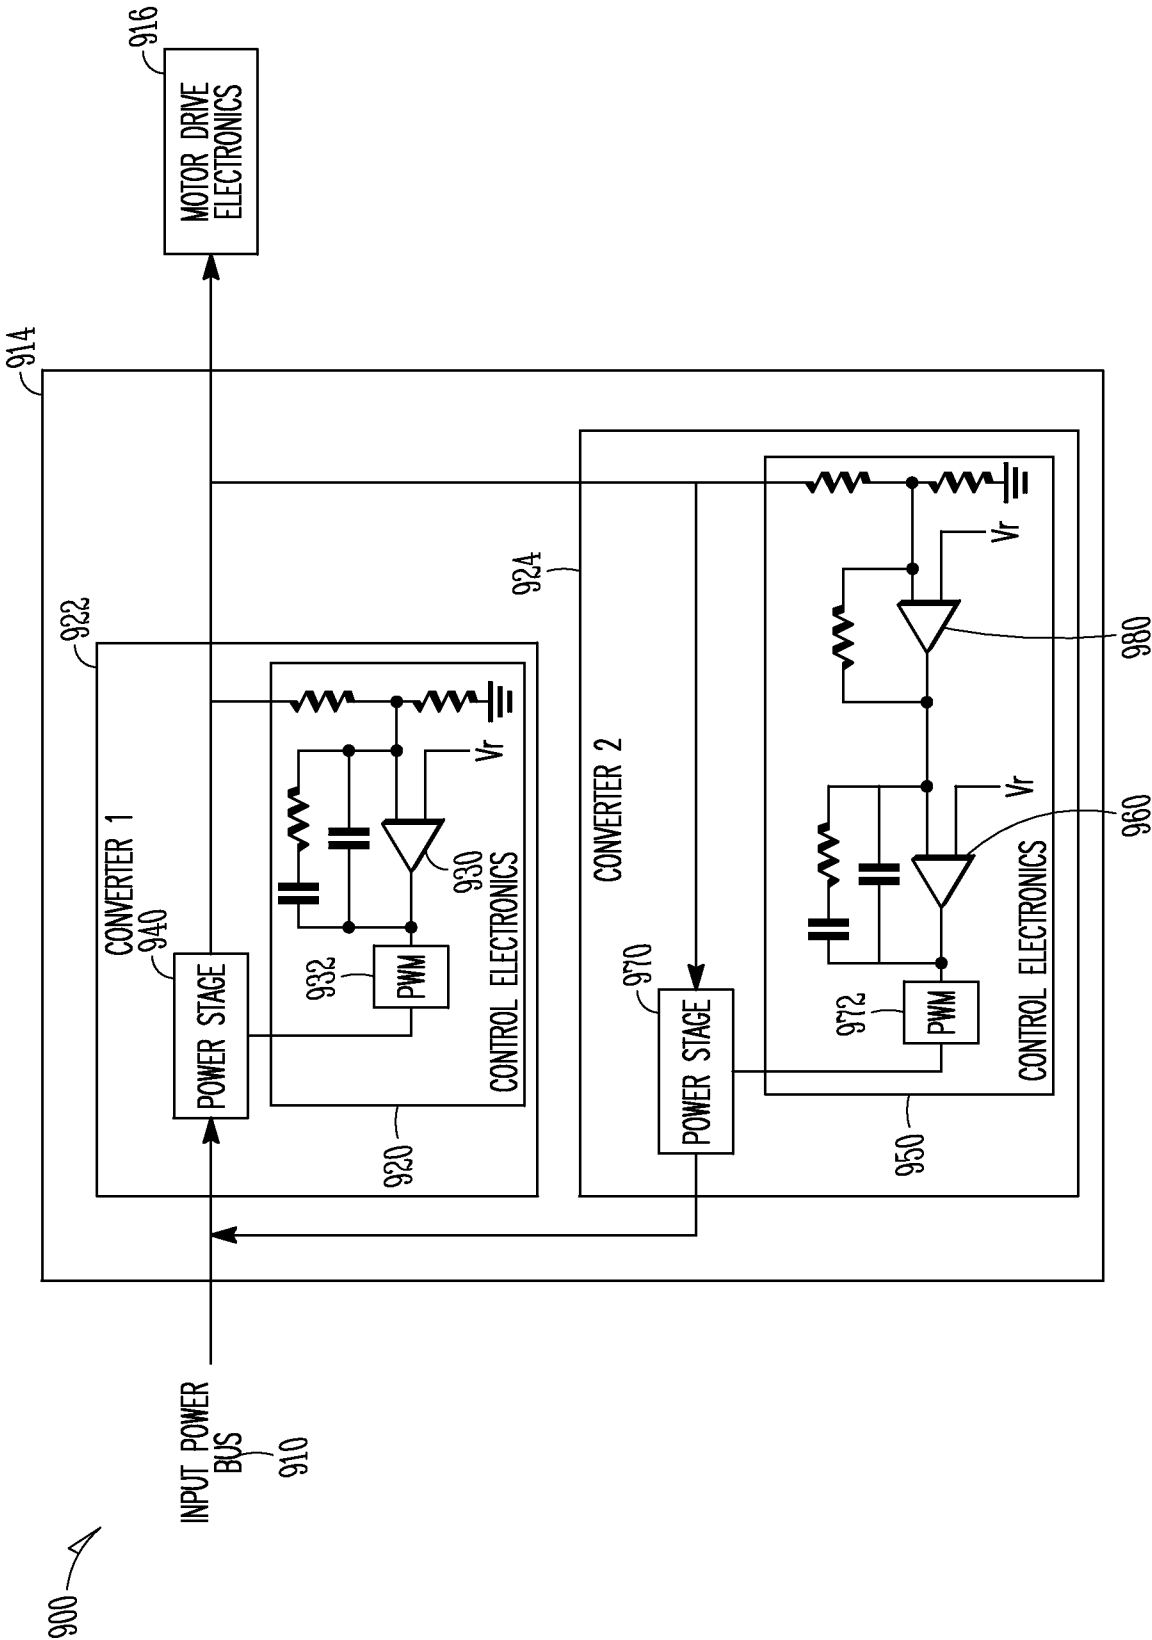 900
INPUT POWER
BUS
910
914
922
CONVERTER 1
940
POWER STAGE
932
PWM
930
Vr
CONTROL ELECTRONICS
920
916
MOTOR DRIVE
ELECTRONICS
924
CONVERTER 2
970
POWER STAGE
972
PWM
960
Vr
980
Vr
CONTROL ELECTRONICS
950